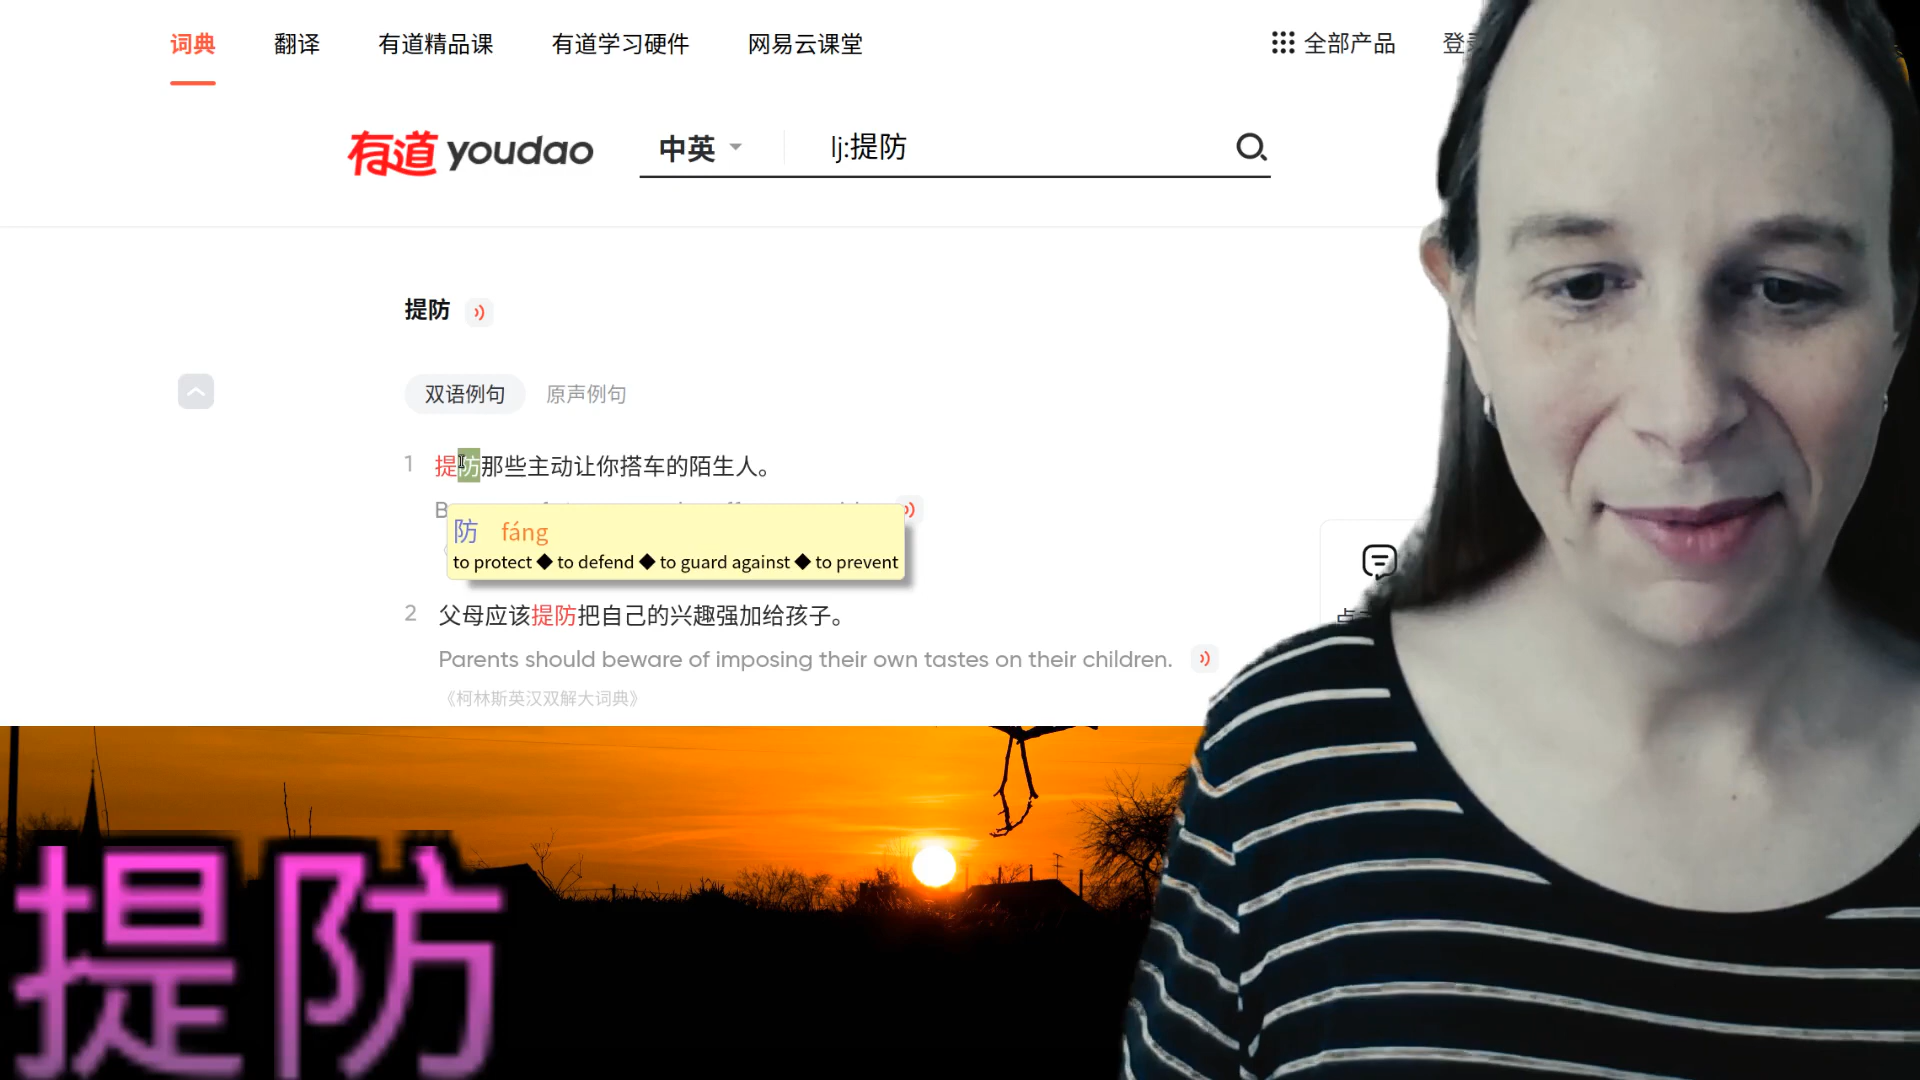 词典 翻译 有道精品课 有道学习硬件 网易云课堂 全部产品 登录
有道 youdao 中英 lj:提防
提防
双语例句 原声例句
1 提防那些主动让你搭车的陌生人。
防 fáng
to protect ◆ to defend ◆ to guard against ◆ to prevent
2 父母应该提防把自己的兴趣强加给孩子。
Parents should beware of imposing their own tastes on their children.
《柯林斯英汉双解大词典》
提防